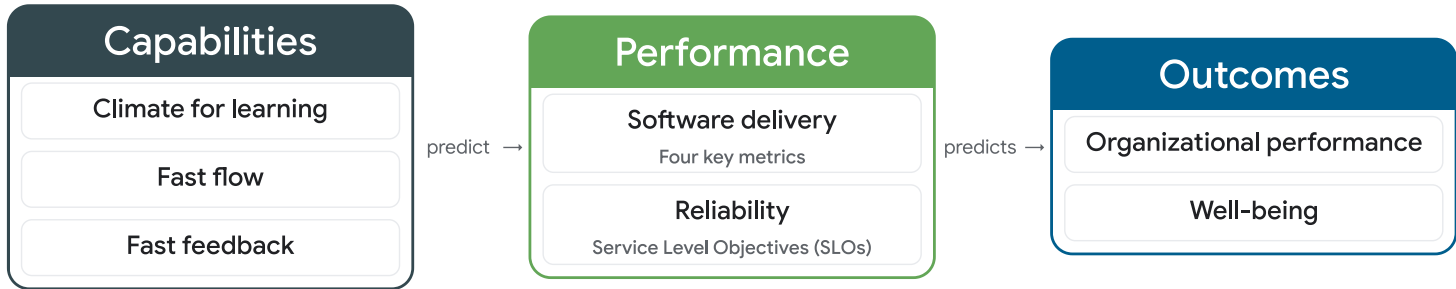 Capabilities
Climate for learning
Fast flow
Fast feedback
predict →
Performance
Software delivery
Four key metrics
Reliability
Service Level Objectives (SLOs)
predicts →
Outcomes
Organizational performance
Well-being